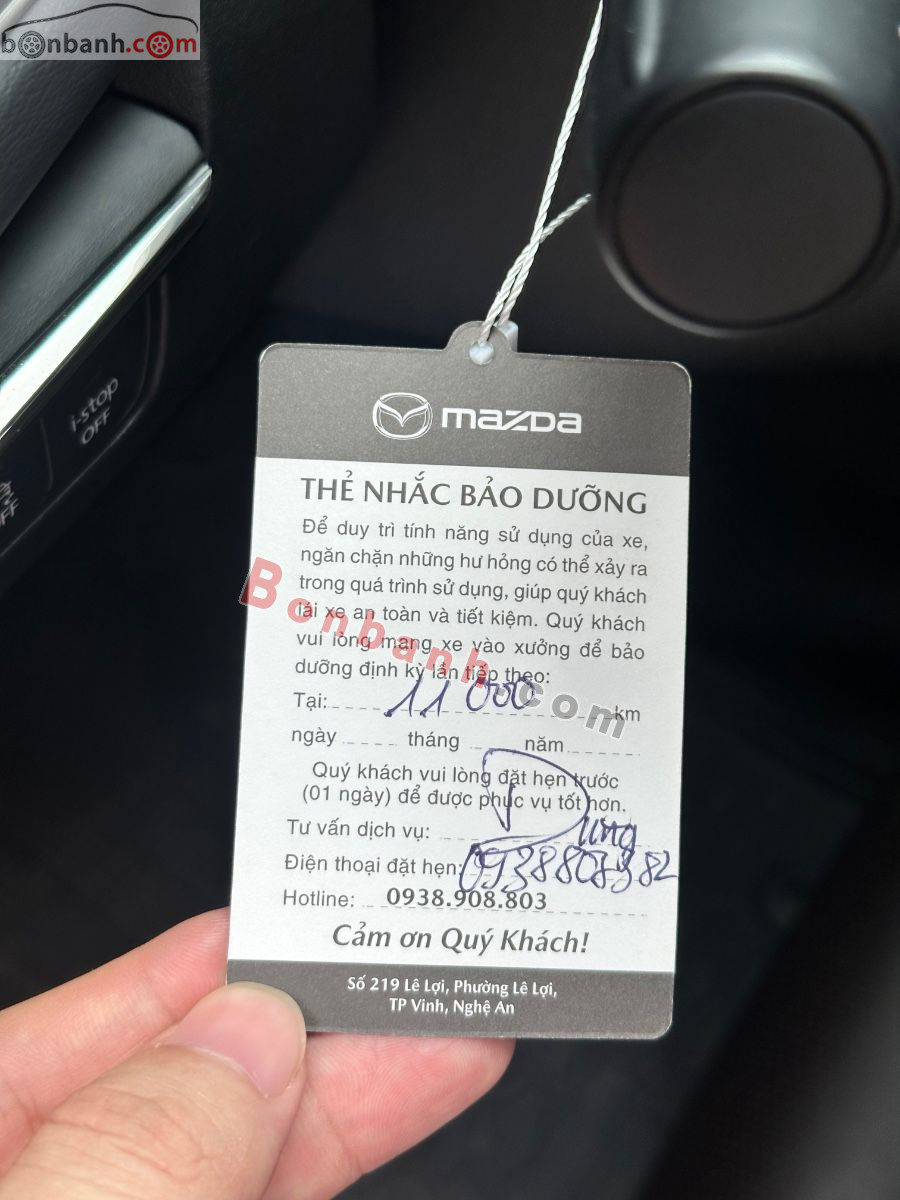 bonbanh.com
i-stop
OFF
mazda
THẺ NHẮC BẢO DƯỠNG
Để duy trì tính năng sử dụng của xe,
ngăn chặn những hư hỏng có thể xảy ra
trong quá trình sử dụng, giúp quý khách
lái xe an toàn và tiết kiệm. Quý khách
vui lòng mang xe vào xưởng để bảo
dưỡng định kỳ lần tiếp theo:
Bonbanh.com
Tại: 11 000 km
ngày tháng năm
Quý khách vui lòng đặt hẹn trước
(01 ngày) để được phục vụ tốt hơn.
Tư vấn dịch vụ: Dũng
Điện thoại đặt hẹn: 0938808382
Hotline: 0938.908.803
Cảm ơn Quý Khách!
Số 219 Lê Lợi, Phường Lê Lợi,
TP Vinh, Nghệ An